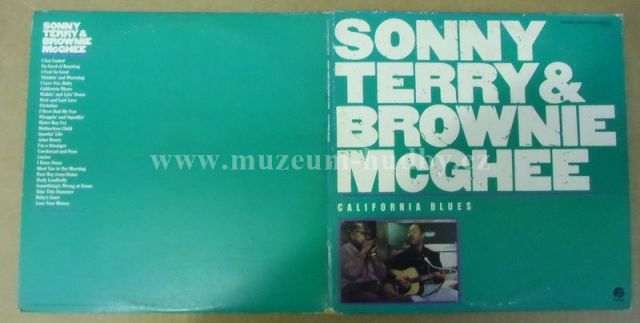 SONNY
TERRY &
BROWNIE
McGHEE
I Got Fooled
No Need of Running
I Feel So Good
Thinkin' and Worrying
I Love You, Baby
California Blues
Walkin' and Lyin' Down
First and Last Love
Christine
I Have Had My Fun
Whoppin' and Squallin'
Water Boy Cry
Motherless Child
Sportin' Life
John Henry
I'm a Stranger
Cornbread and Peas
Louise
I Done Done
Meet You in the Morning
Poor Boy from Home
Hudy Leadbelly
Something's Wrong at Home
Take This Hammer
Baby's Gone
Lose Your Money
SONNY
TERRY &
BROWNIE
McGHEE
CALIFORNIA BLUES
www.muzeum-hudby.cz